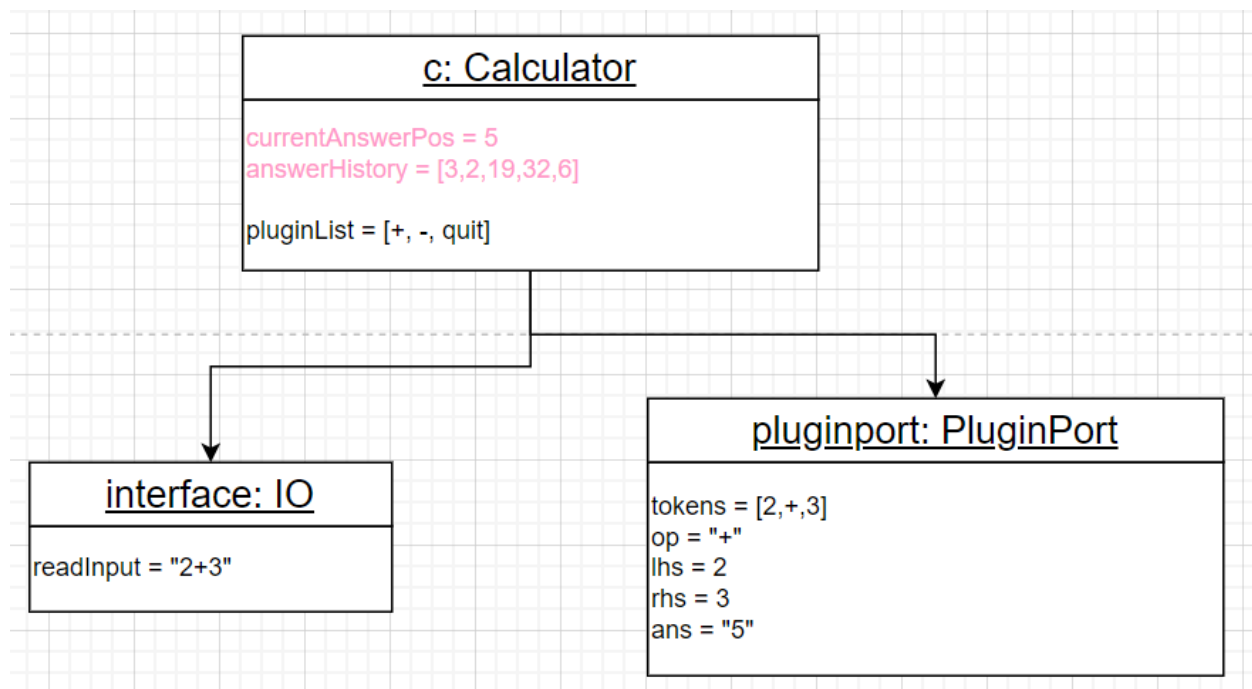 c: Calculator
currentAnswerPos = 5
answerHistory = [3,2,19,32,6]
pluginList = [+, -, quit]
interface: IO
readInput = "2+3"
pluginport: PluginPort
tokens = [2,+,3]
op = "+"
lhs = 2
rhs = 3
ans = "5"